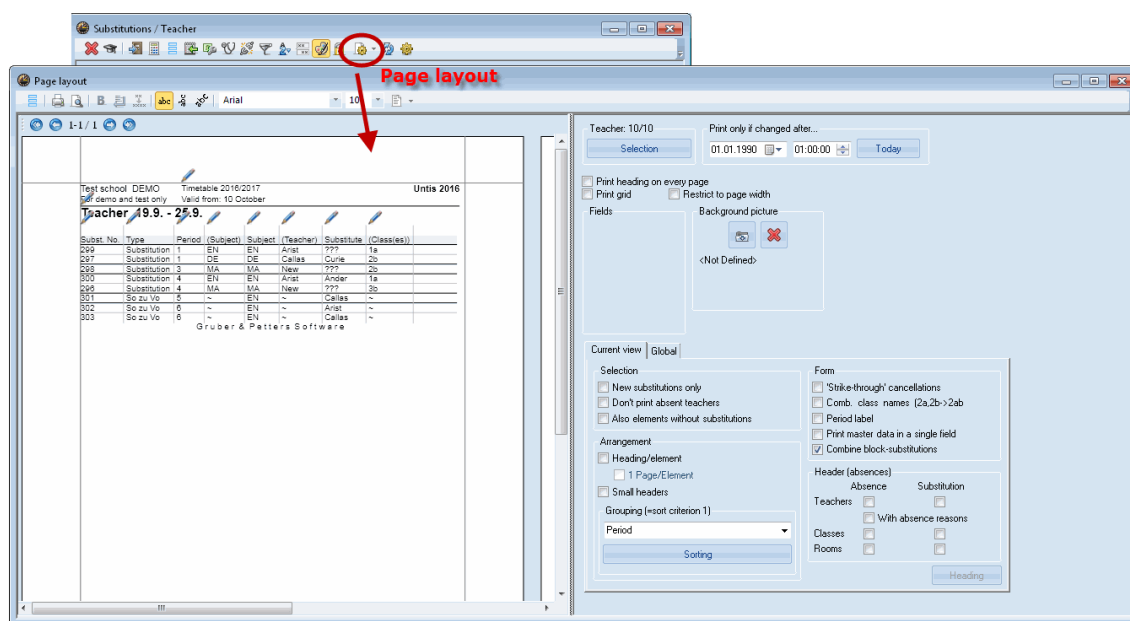 Substitutions / Teacher
Page layout
Page layout
abc
Arial
10
1-1 / 1
Test school DEMO Timetable 2016/2017 Untis 2016
For demo and test only Valid from: 10 October
Teacher 19.9. - 25.9.
Subst. No. Type Period (Subject) Subject (Teacher) Substitute (Class(es))
299 Substitution 1 EN EN Arist ??? 1a
297 Substitution 1 DE DE Callas Curie 2b
298 Substitution 3 MA MA New ??? 2b
300 Substitution 4 EN EN Arist Ander 1a
296 Substitution 4 MA MA New ??? 3b
301 So zu Vo 5 ~ EN ~ Callas ~
302 So zu Vo 6 ~ EN ~ Arist ~
303 So zu Vo 6 ~ EN ~ Callas ~
Gruber & Petters Software
Teacher: 10/10
Selection
Print only if changed after...
01.01.1990 01:00:00 Today
Print heading on every page
Print grid Restrict to page width
Fields
Background picture
<Not Defined>
Current view Global
Selection
New substitutions only
Don't print absent teachers
Also elements without substitutions
Arrangement
Heading/element
1 Page/Element
Small headers
Grouping (=sort criterion 1)
Period
Sorting
Form
'Strike-through' cancellations
Comb. class names (2a,2b->2ab
Period label
Print master data in a single field
Combine block-substitutions
Header (absences)
Absence Substitution
Teachers
With absence reasons
Classes
Rooms
Heading